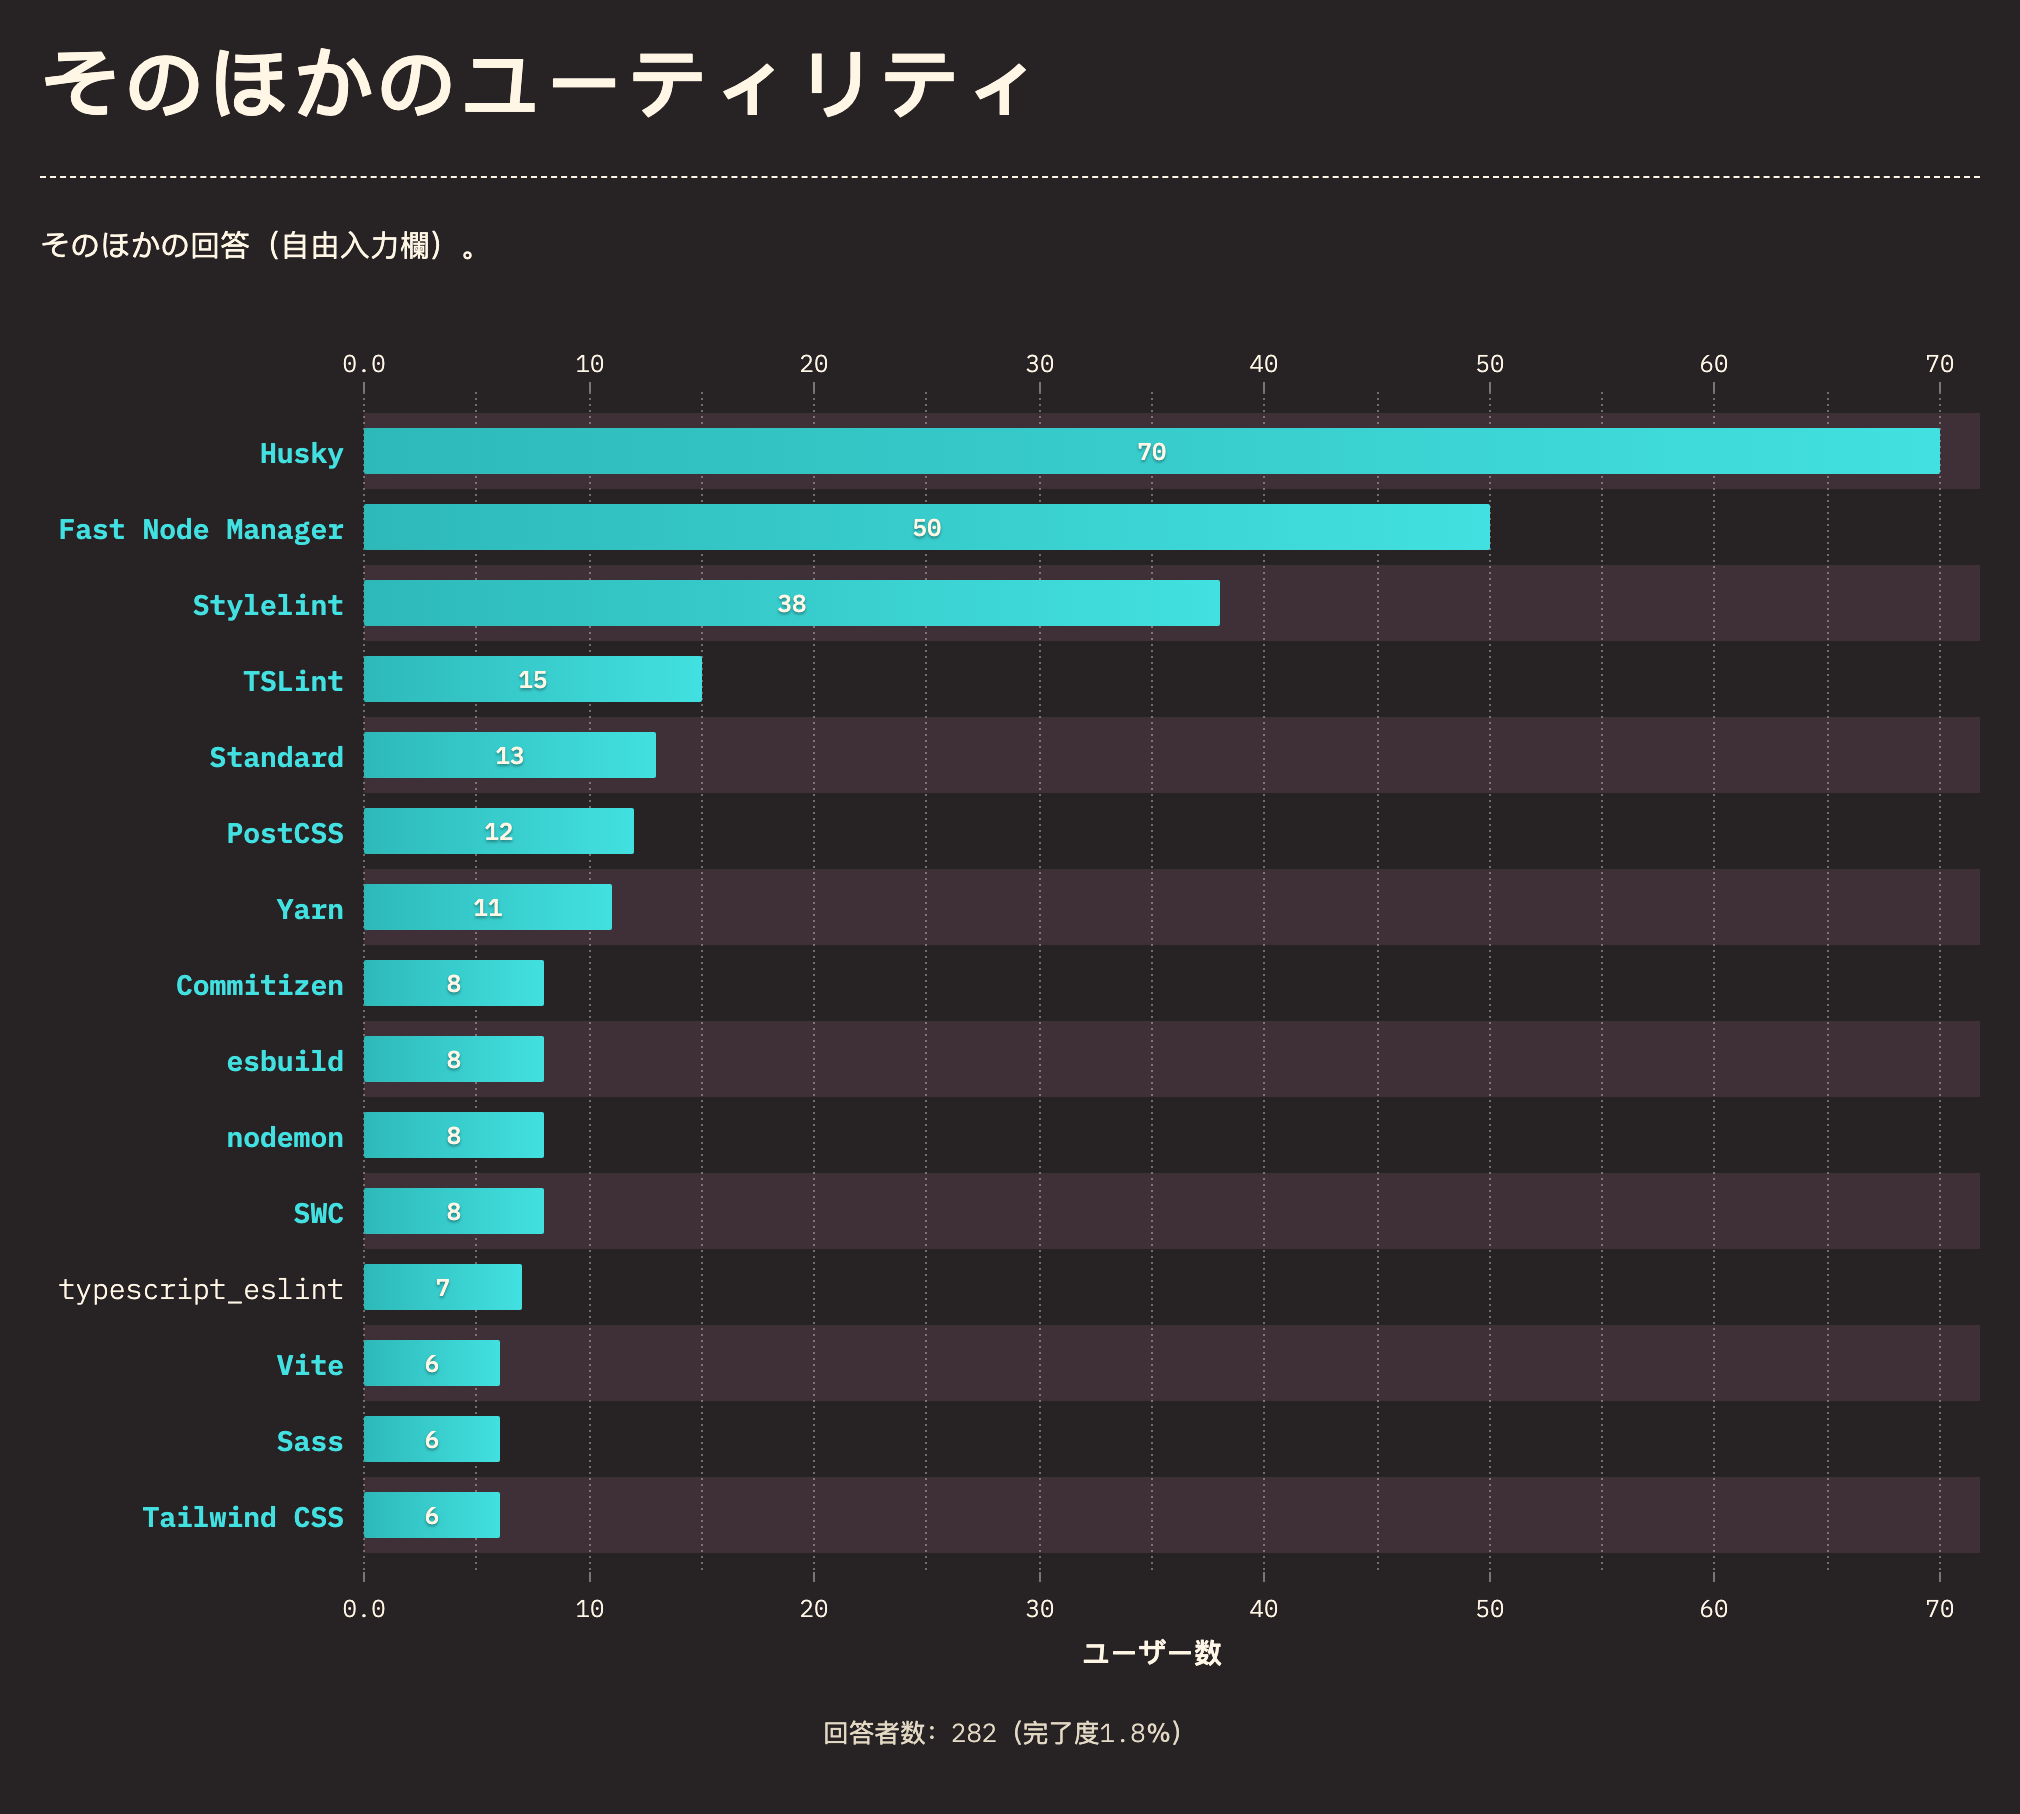 そのほかのユーティリティ
そのほかの回答（自由入力欄）。
0.0 10 20 30 40 50 60 70
Husky 70
Fast Node Manager 50
Stylelint 38
TSLint 15
Standard 13
PostCSS 12
Yarn 11
Commitizen 8
esbuild 8
nodemon 8
SWC 8
typescript_eslint 7
Vite 6
Sass 6
Tailwind CSS 6
0.0 10 20 30 40 50 60 70
ユーザー数
回答者数：282（完了度1.8%）